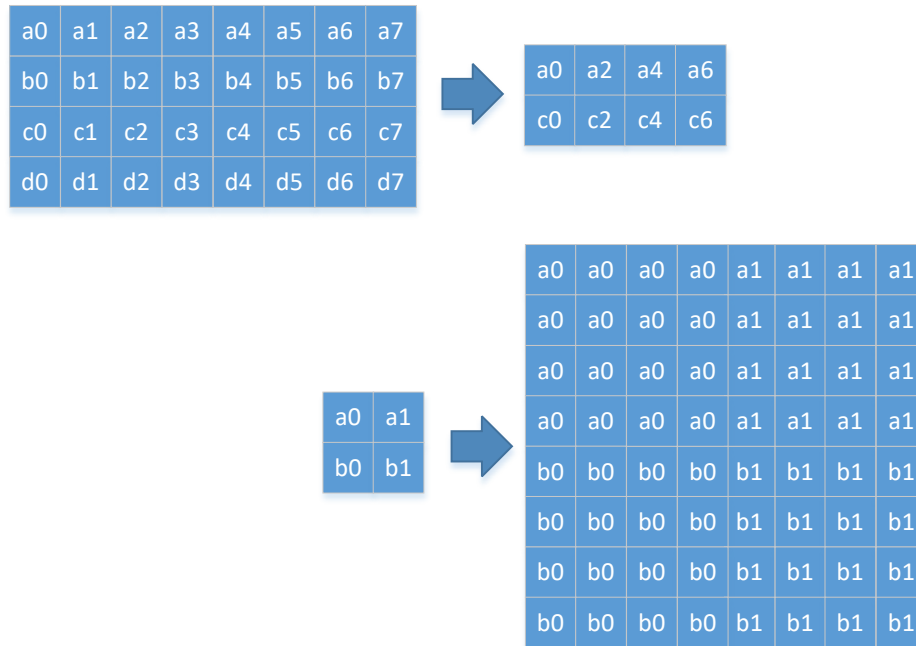 a0 a1 a2 a3 a4 a5 a6 a7
b0 b1 b2 b3 b4 b5 b6 b7
c0 c1 c2 c3 c4 c5 c6 c7
d0 d1 d2 d3 d4 d5 d6 d7
a0 a2 a4 a6
c0 c2 c4 c6
a0 a1
b0 b1
a0 a0 a0 a0 a1 a1 a1 a1
a0 a0 a0 a0 a1 a1 a1 a1
a0 a0 a0 a0 a1 a1 a1 a1
a0 a0 a0 a0 a1 a1 a1 a1
b0 b0 b0 b0 b1 b1 b1 b1
b0 b0 b0 b0 b1 b1 b1 b1
b0 b0 b0 b0 b1 b1 b1 b1
b0 b0 b0 b0 b1 b1 b1 b1